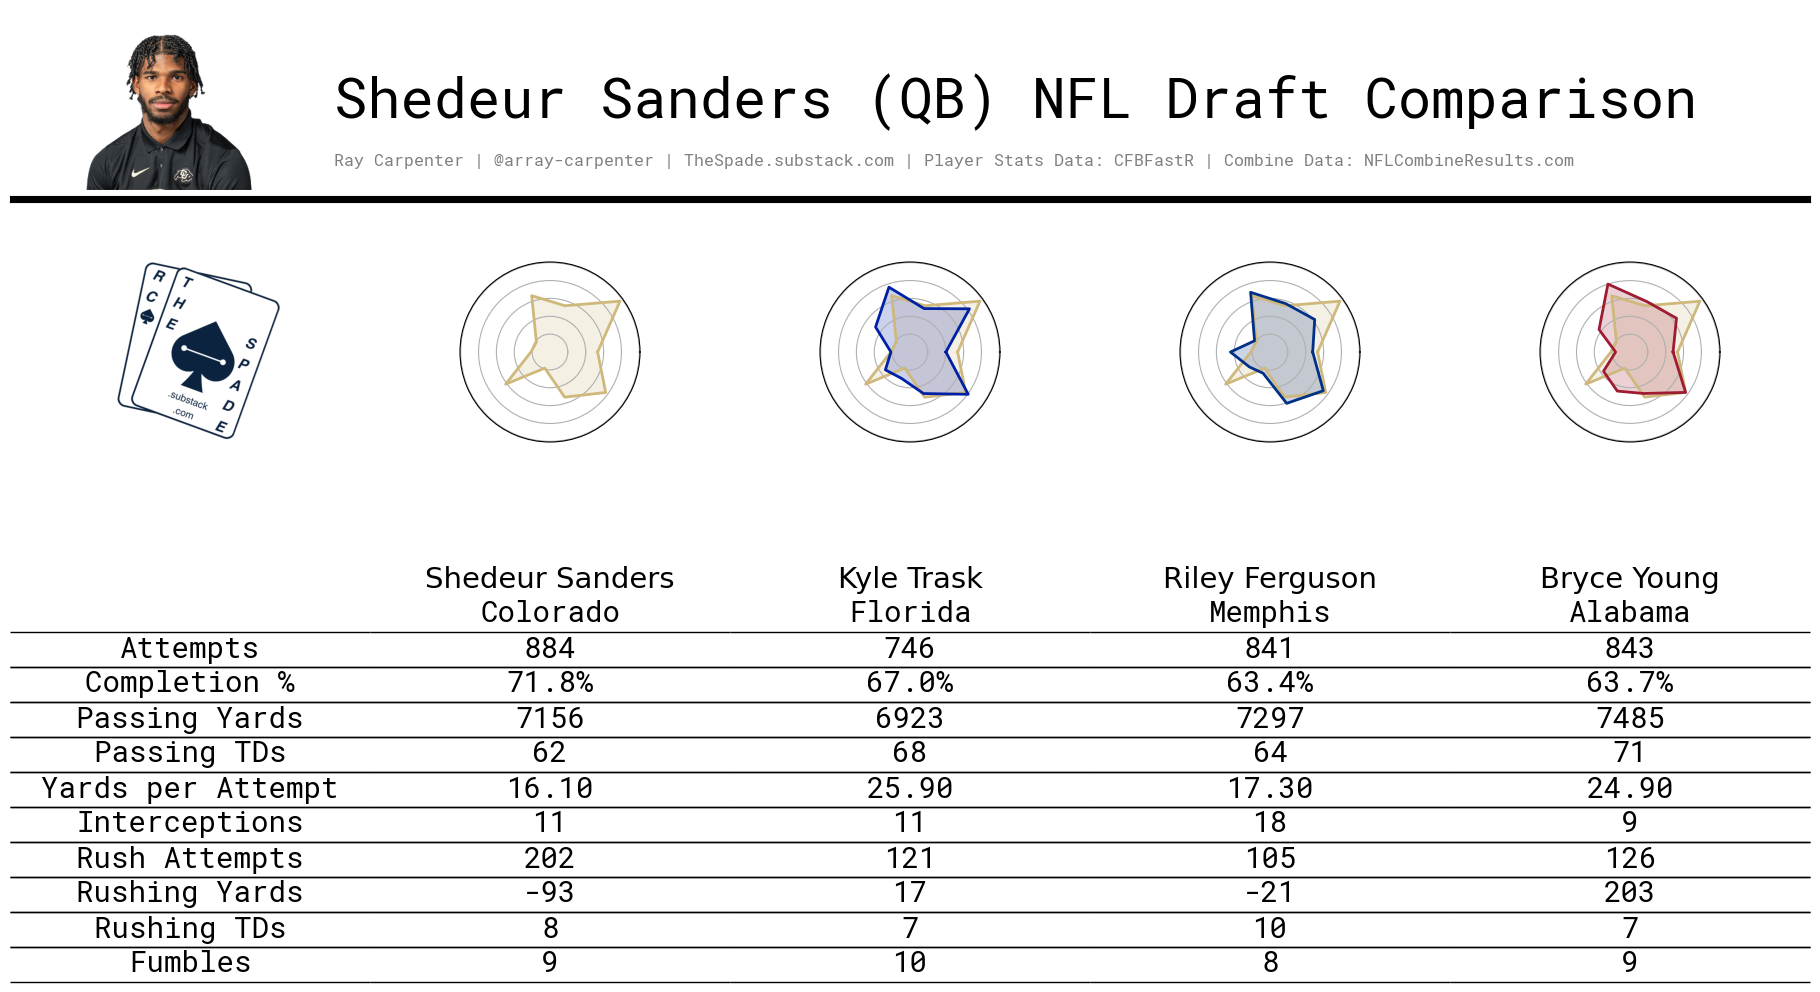 Shedeur Sanders (QB) NFL Draft Comparison
Ray Carpenter | @array-carpenter | TheSpade.substack.com | Player Stats Data: CFBFastR | Combine Data: NFLCombineResults.com
R C
T H E
S P A D E
.substack
.com
Shedeur Sanders Kyle Trask Riley Ferguson Bryce Young
Colorado Florida Memphis Alabama
Attempts 884 746 841 843
Completion % 71.8% 67.0% 63.4% 63.7%
Passing Yards 7156 6923 7297 7485
Passing TDs 62 68 64 71
Yards per Attempt 16.10 25.90 17.30 24.90
Interceptions 11 11 18 9
Rush Attempts 202 121 105 126
Rushing Yards -93 17 -21 203
Rushing TDs 8 7 10 7
Fumbles 9 10 8 9